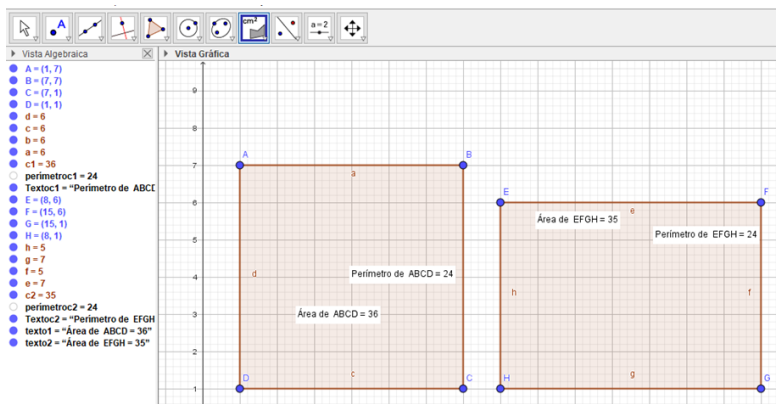 cm²
a=2
Vista Algebraica
Vista Gráfica
A = (1, 7)
B = (7, 7)
C = (7, 1)
D = (1, 1)
d = 6
c = 6
b = 6
a = 6
c1 = 36
perimetroc1 = 24
Textoc1 = “Perímetro de ABCD
E = (8, 6)
F = (15, 6)
G = (15, 1)
H = (8, 1)
h = 5
g = 7
f = 5
e = 7
c2 = 35
perimetroc2 = 24
Textoc2 = “Perímetro de EFGH
texto1 = “Área de ABCD = 36”
texto2 = “Área de EFGH = 35”
9
8
7
6
5
4
3
2
1
A
B
a
d
Perímetro de ABCD = 24
Área de ABCD = 36
c
D
C
E
F
e
Área de EFGH = 35
Perímetro de EFGH = 24
h
f
g
H
G